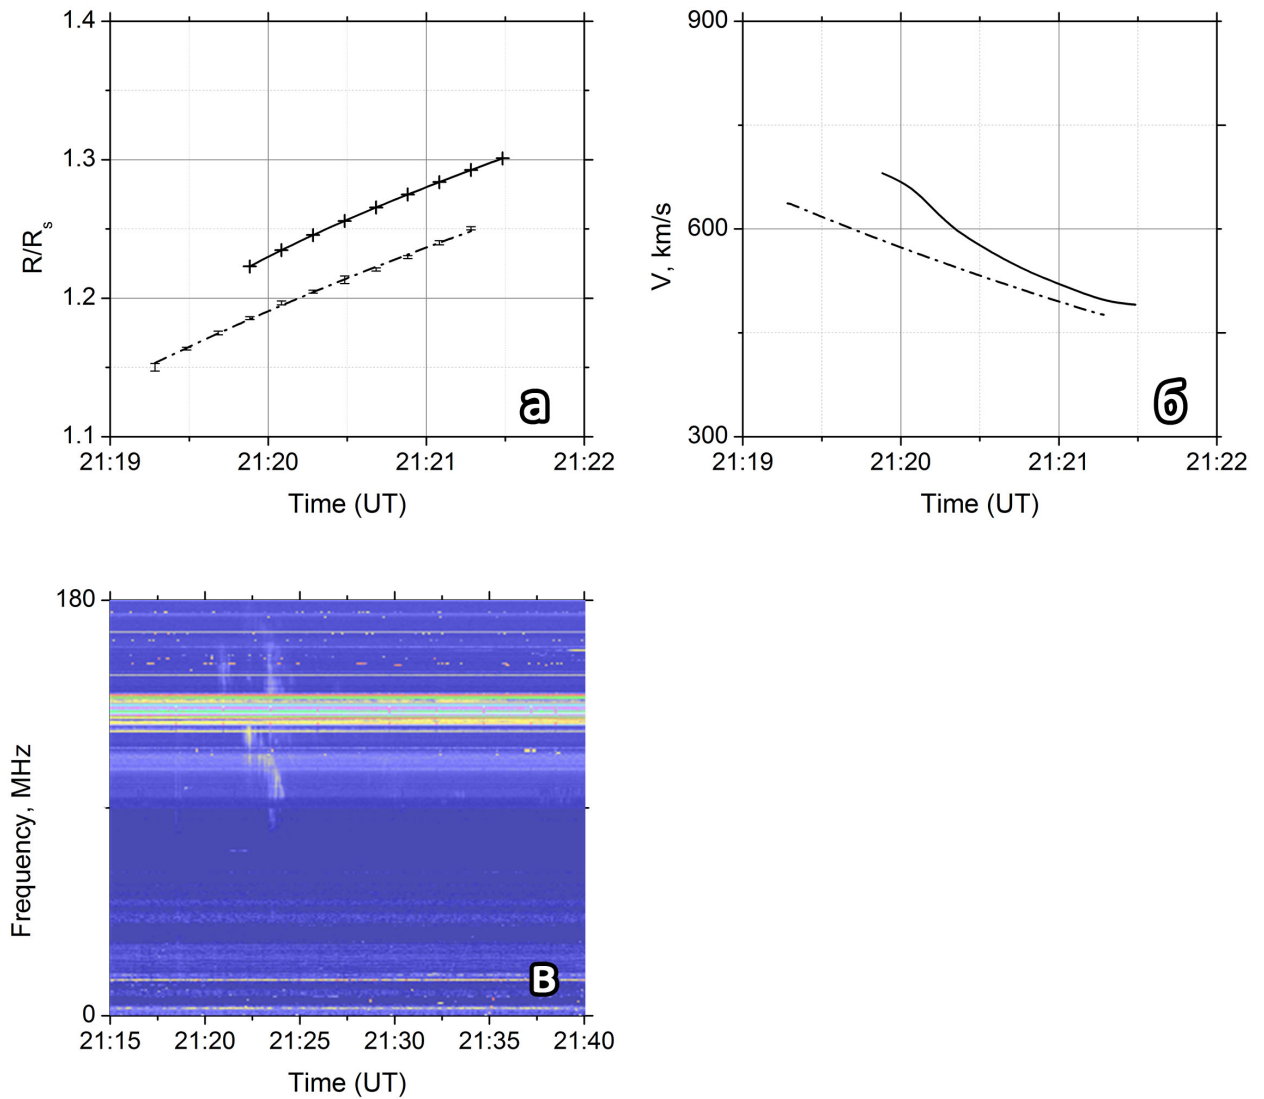 1.4
1.3
1.2
1.1
R/R_s
21:19 21:20 21:21 21:22
Time (UT)
а
900
600
300
V, km/s
21:19 21:20 21:21 21:22
Time (UT)
б
180
0
Frequency, MHz
21:15 21:20 21:25 21:30 21:35 21:40
Time (UT)
В